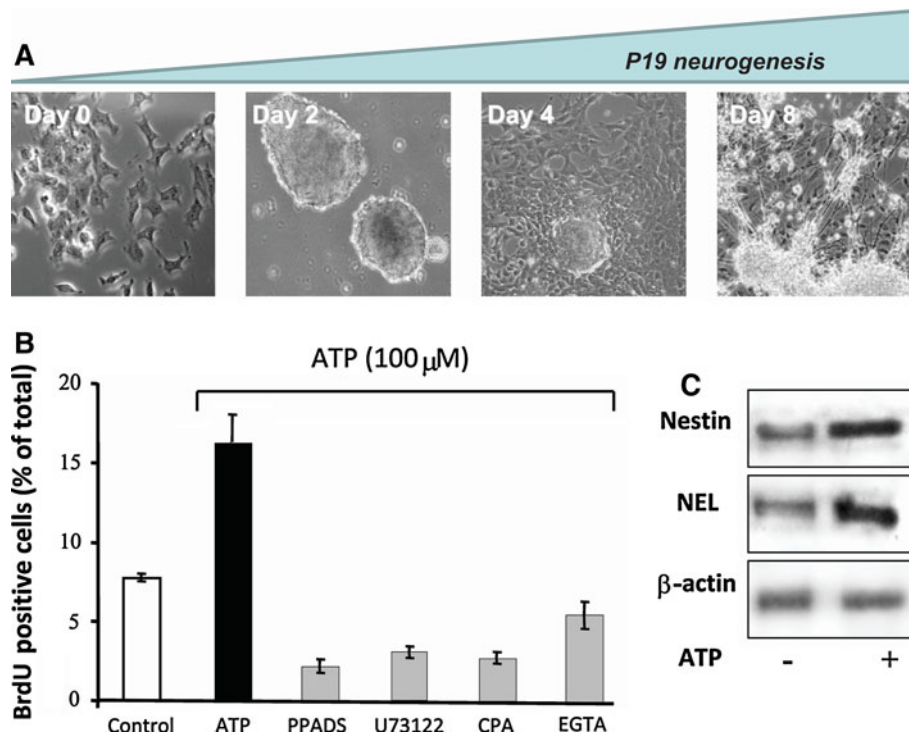 A
P19 neurogenesis
Day 0
Day 2
Day 4
Day 8
B
ATP (100 μM)
BrdU positive cells (% of total)
20
15
10
5
0
Control
ATP
PPADS
U73122
CPA
EGTA
C
Nestin
NEL
β-actin
ATP
- +